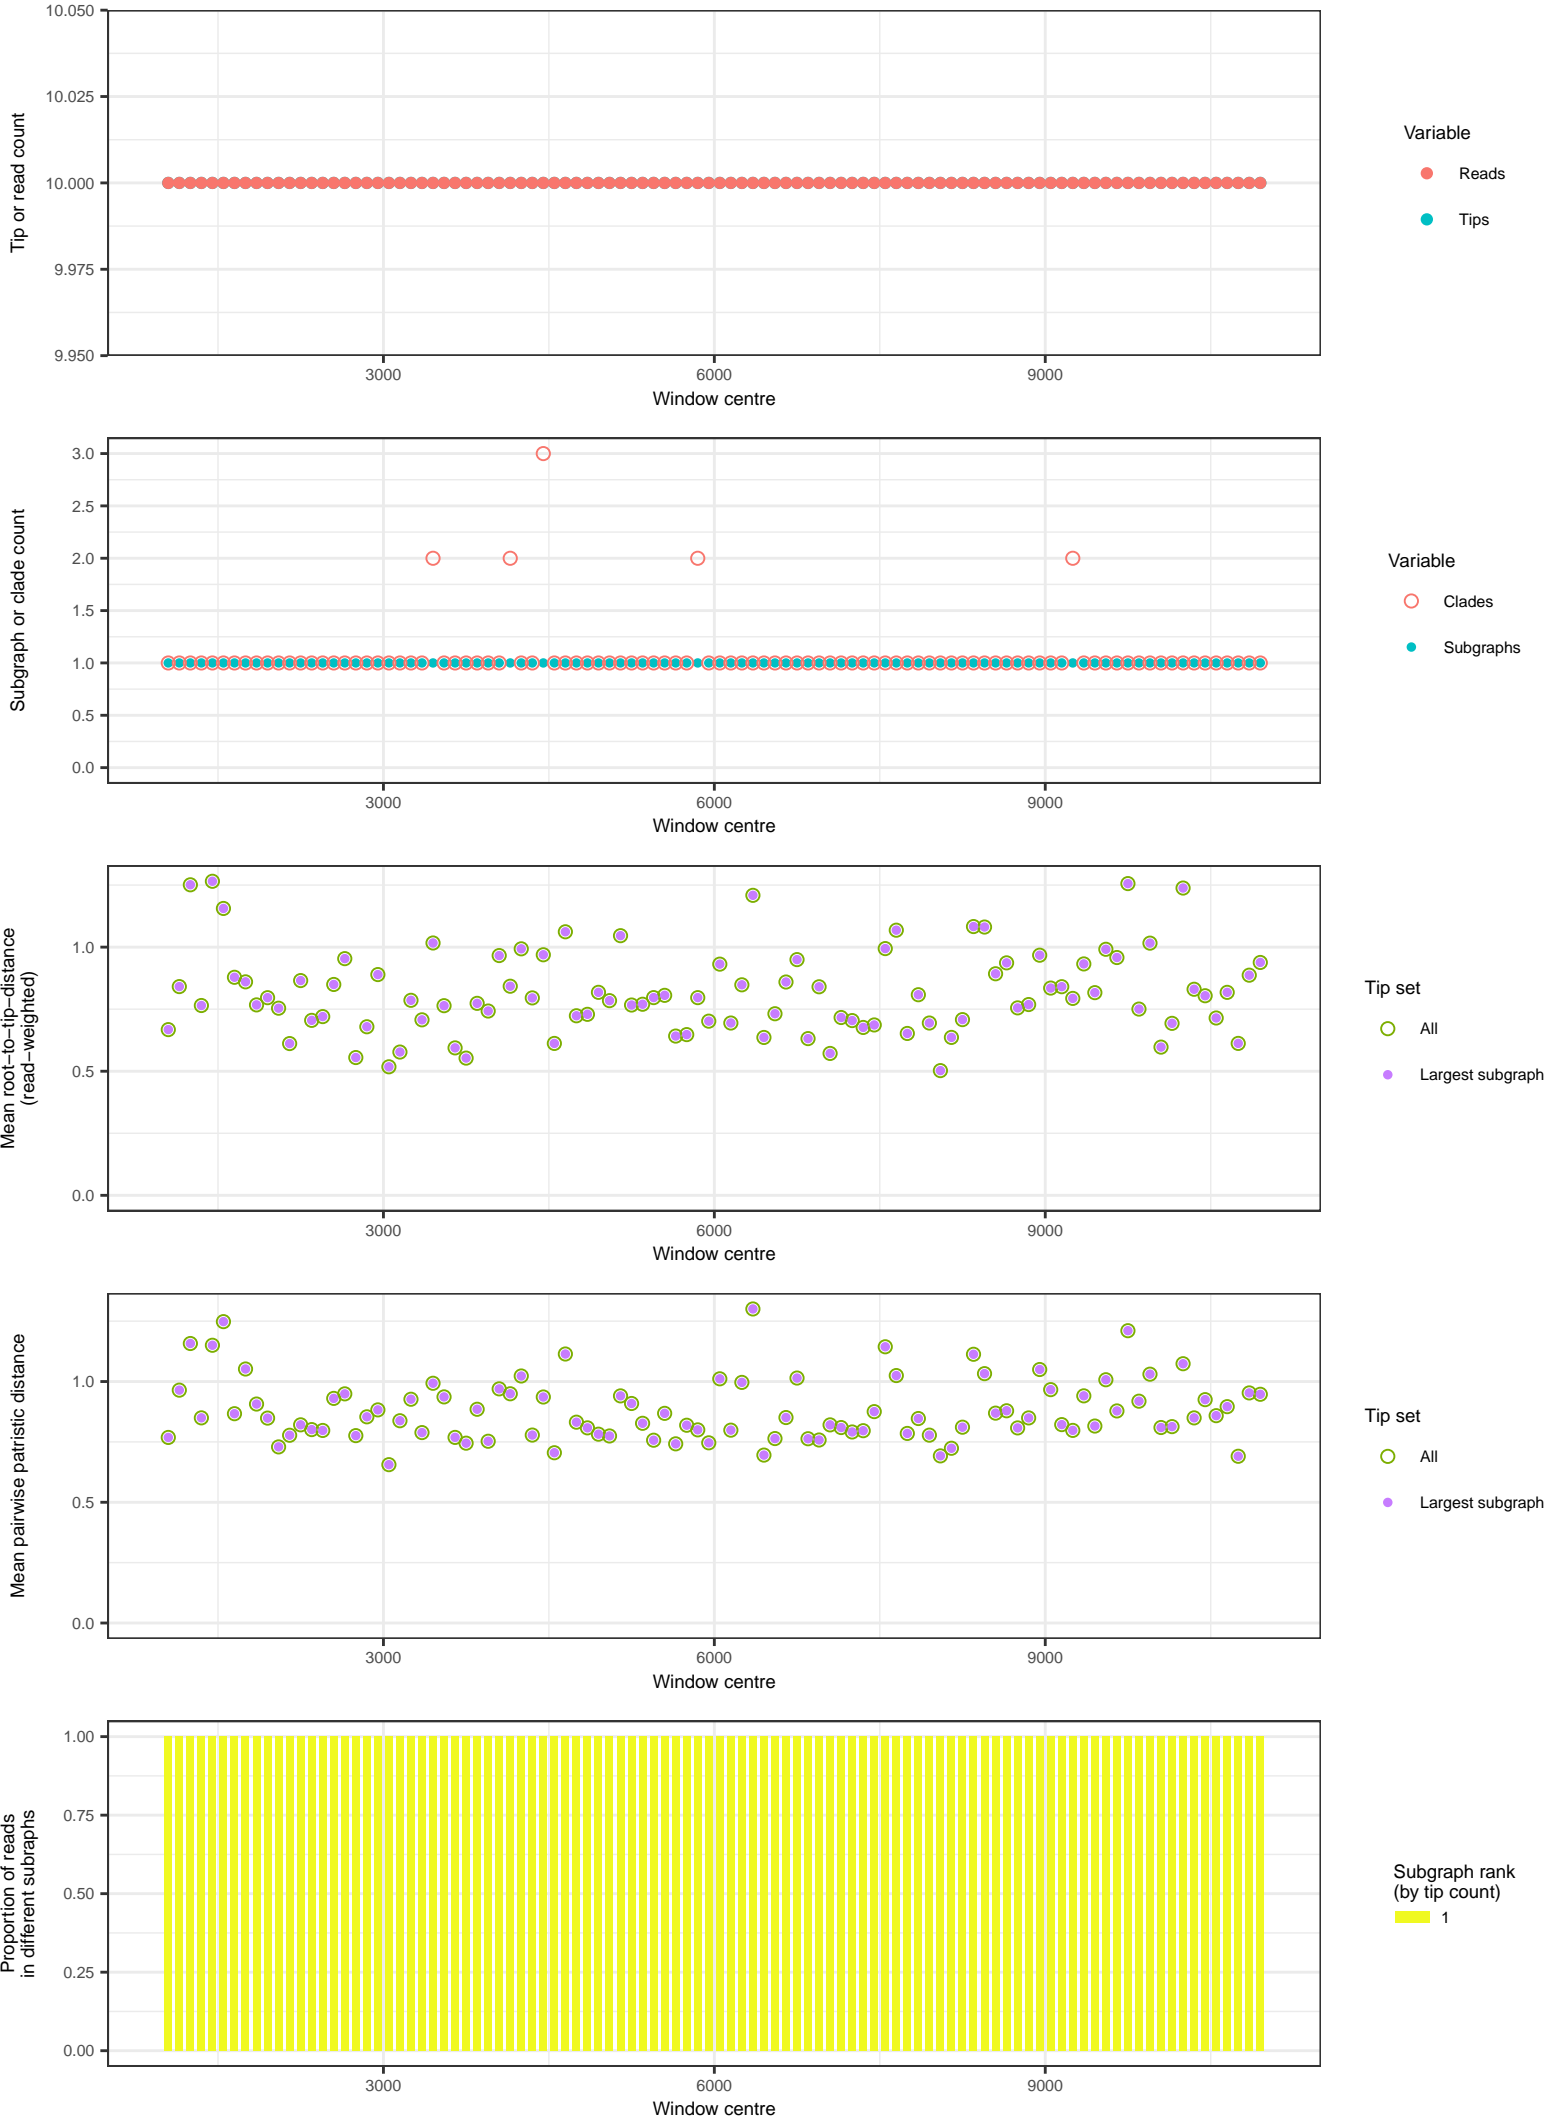 10.050
10.025
10.000
9.975
9.950
Tip or read count
3000 6000 9000
Window centre
Variable
Reads
Tips
3.0
2.5
2.0
1.5
1.0
0.5
0.0
Subgraph or clade count
3000 6000 9000
Window centre
Variable
Clades
Subgraphs
1.0
0.5
0.0
Mean root−to−tip−distance
(read−weighted)
3000 6000 9000
Window centre
Tip set
All
Largest subgraph
1.0
0.5
0.0
Mean pairwise patristic distance
3000 6000 9000
Window centre
Tip set
All
Largest subgraph
1.00
0.75
0.50
0.25
0.00
Proportion of reads
in different subraphs
3000 6000 9000
Window centre
Subgraph rank
(by tip count)
1